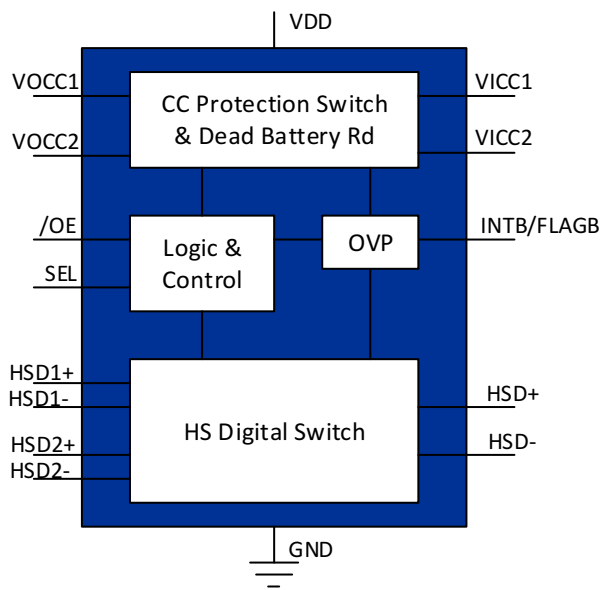 VDD
VOCC1
VICC1
CC Protection Switch
& Dead Battery Rd
VOCC2
VICC2
/OE
INTB/FLAGB
Logic &
Control
OVP
SEL
HSD1+
HSD1-
HSD+
HS Digital Switch
HSD2+
HSD-
HSD2-
GND